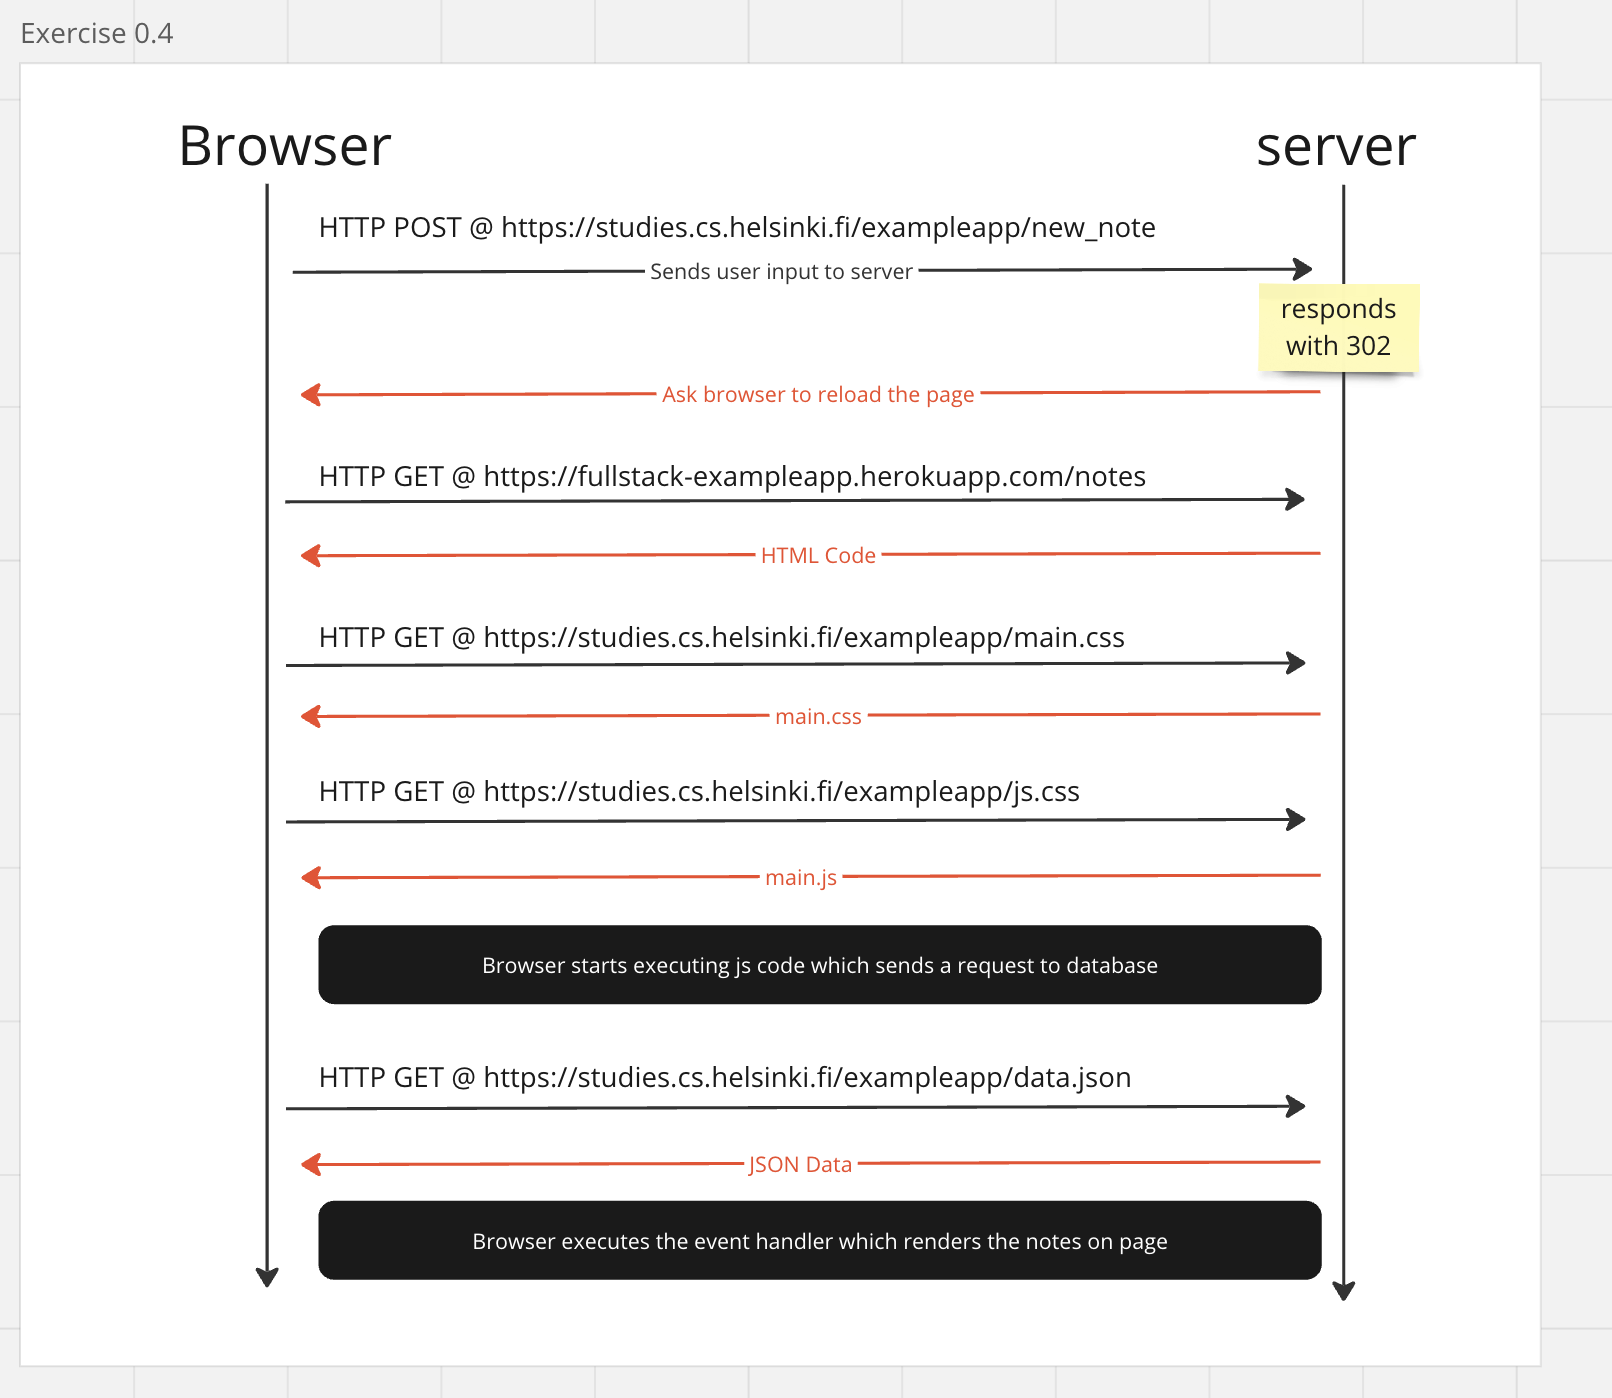 Exercise 0.4
Browser
server
HTTP POST @ https://studies.cs.helsinki.fi/exampleapp/new_note
Sends user input to server
responds
with 302
Ask browser to reload the page
HTTP GET @ https://fullstack-exampleapp.herokuapp.com/notes
HTML Code
HTTP GET @ https://studies.cs.helsinki.fi/exampleapp/main.css
main.css
HTTP GET @ https://studies.cs.helsinki.fi/exampleapp/js.css
main.js
Browser starts executing js code which sends a request to database
HTTP GET @ https://studies.cs.helsinki.fi/exampleapp/data.json
JSON Data
Browser executes the event handler which renders the notes on page